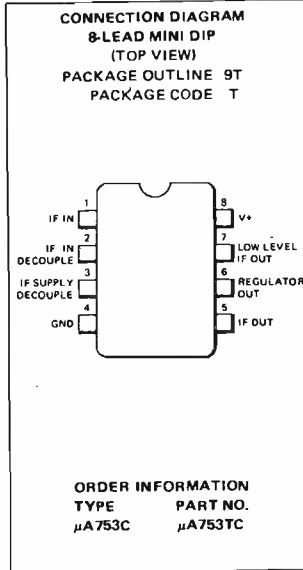 CONNECTION DIAGRAM
8-LEAD MINI DIP
(TOP VIEW)
PACKAGE OUTLINE 9T
PACKAGE CODE T
1
IF IN
2
IF IN
DECOUPLE
3
IF SUPPLY
DECOUPLE
4
GND
8
V+
7
LOW LEVEL
IF OUT
6
REGULATOR
OUT
5
IF OUT
ORDER INFORMATION
TYPE PART NO.
μA753C μA753TC